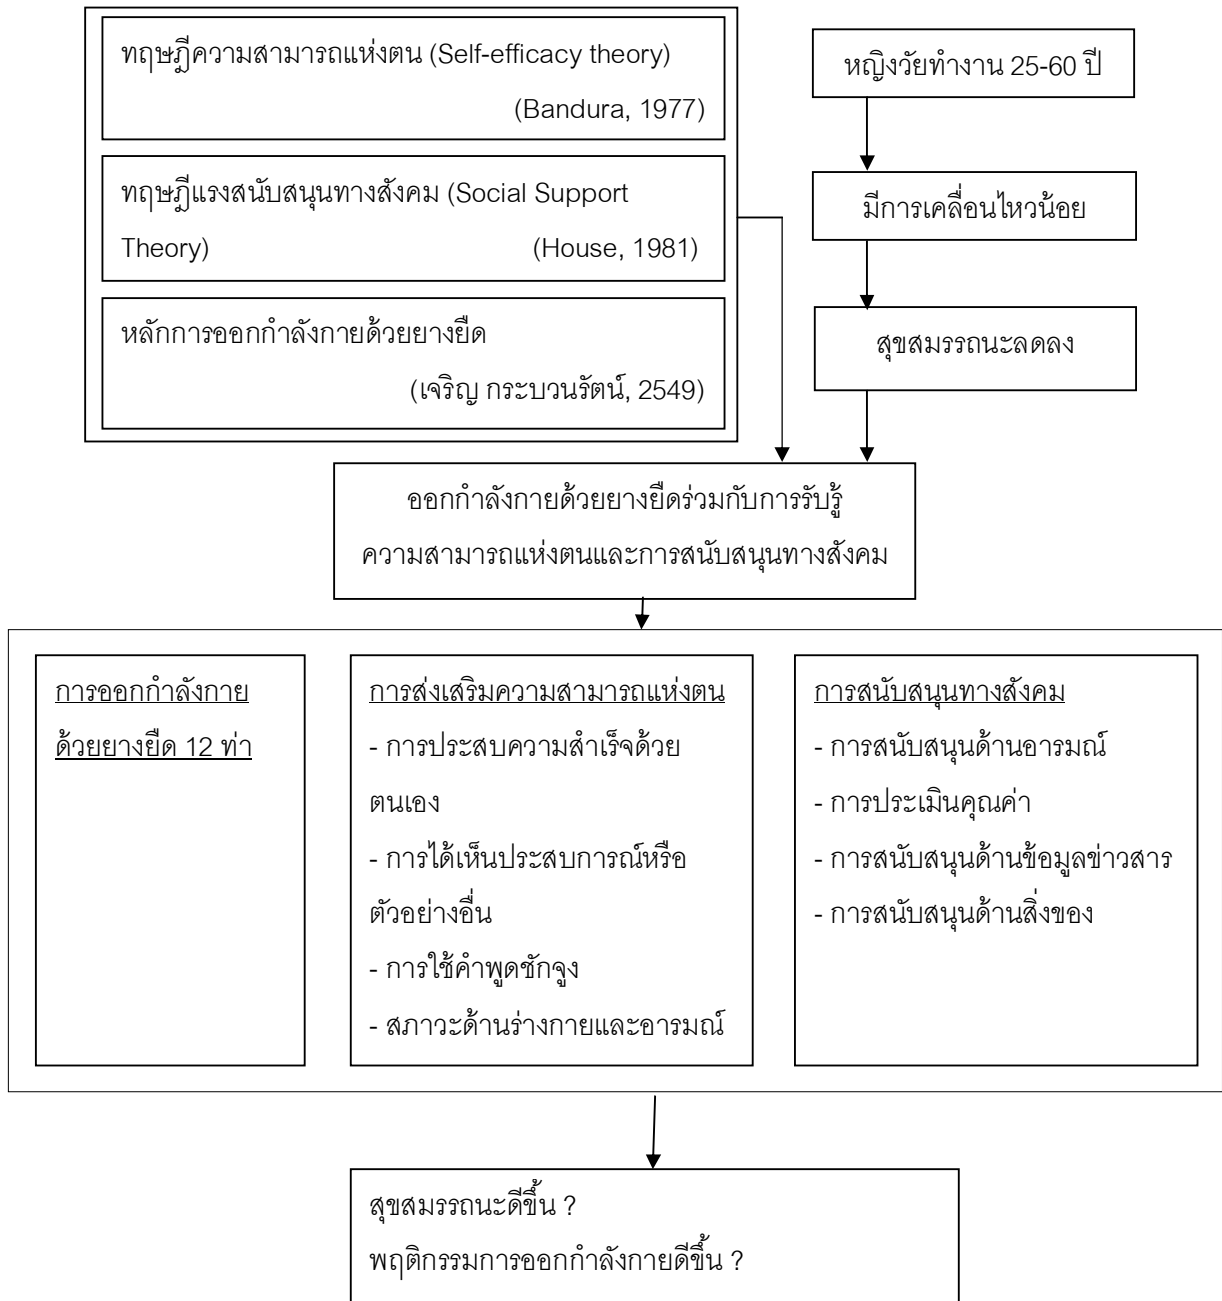 ทฤษฎีความสามารถแห่งตน (Self-efficacy theory)
(Bandura, 1977)
ทฤษฎีแรงสนับสนุนทางสังคม (Social Support
Theory) (House, 1981)
หลักการออกกำลังกายด้วยยางยืด
(เจริญ กระบวนรัตน์, 2549)
หญิงวัยทำงาน 25-60 ปี
มีการเคลื่อนไหวน้อย
สุขสมรรถนะลดลง
ออกกำลังกายด้วยยางยืดร่วมกับการรับรู้
ความสามารถแห่งตนและการสนับสนุนทางสังคม
การออกกำลังกาย
ด้วยยางยืด 12 ท่า
การส่งเสริมความสามารถแห่งตน
- การประสบความสำเร็จด้วย
ตนเอง
- การได้เห็นประสบการณ์หรือ
ตัวอย่างอื่น
- การใช้คำพูดชักจูง
- สภาวะด้านร่างกายและอารมณ์
การสนับสนุนทางสังคม
- การสนับสนุนด้านอารมณ์
- การประเมินคุณค่า
- การสนับสนุนด้านข้อมูลข่าวสาร
- การสนับสนุนด้านสิ่งของ
สุขสมรรถนะดีขึ้น ?
พฤติกรรมการออกกำลังกายดีขึ้น ?